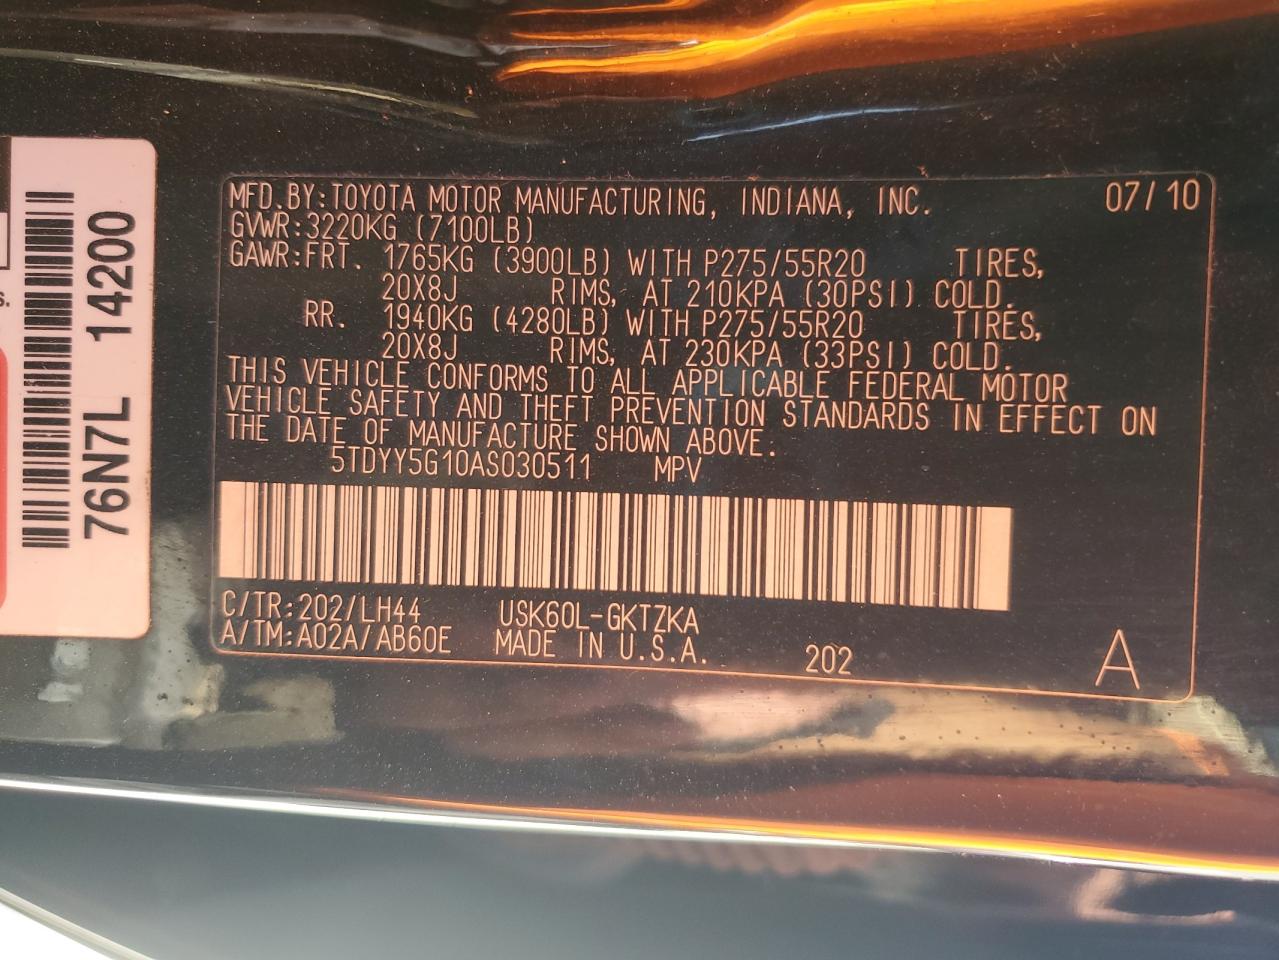 MFD.BY:TOYOTA MOTOR MANUFACTURING, INDIANA, INC. 07/10
GVWR:3220KG (7100LB)
GAWR:FRT. 1765KG (3900LB) WITH P275/55R20 TIRES,
20X8J RIMS, AT 210KPA (30PSI) COLD.
RR. 1940KG (4280LB) WITH P275/55R20 TIRES,
20X8J RIMS, AT 230KPA (33PSI) COLD.
THIS VEHICLE CONFORMS TO ALL APPLICABLE FEDERAL MOTOR
VEHICLE SAFETY AND THEFT PREVENTION STANDARDS IN EFFECT ON
THE DATE OF MANUFACTURE SHOWN ABOVE.
5TDYY5G10AS030511 MPV
C/TR:202/LH44 USK60L-GKTZKA
A/TM:A02A/AB60E MADE IN U.S.A. 202 A
76N7L 14200